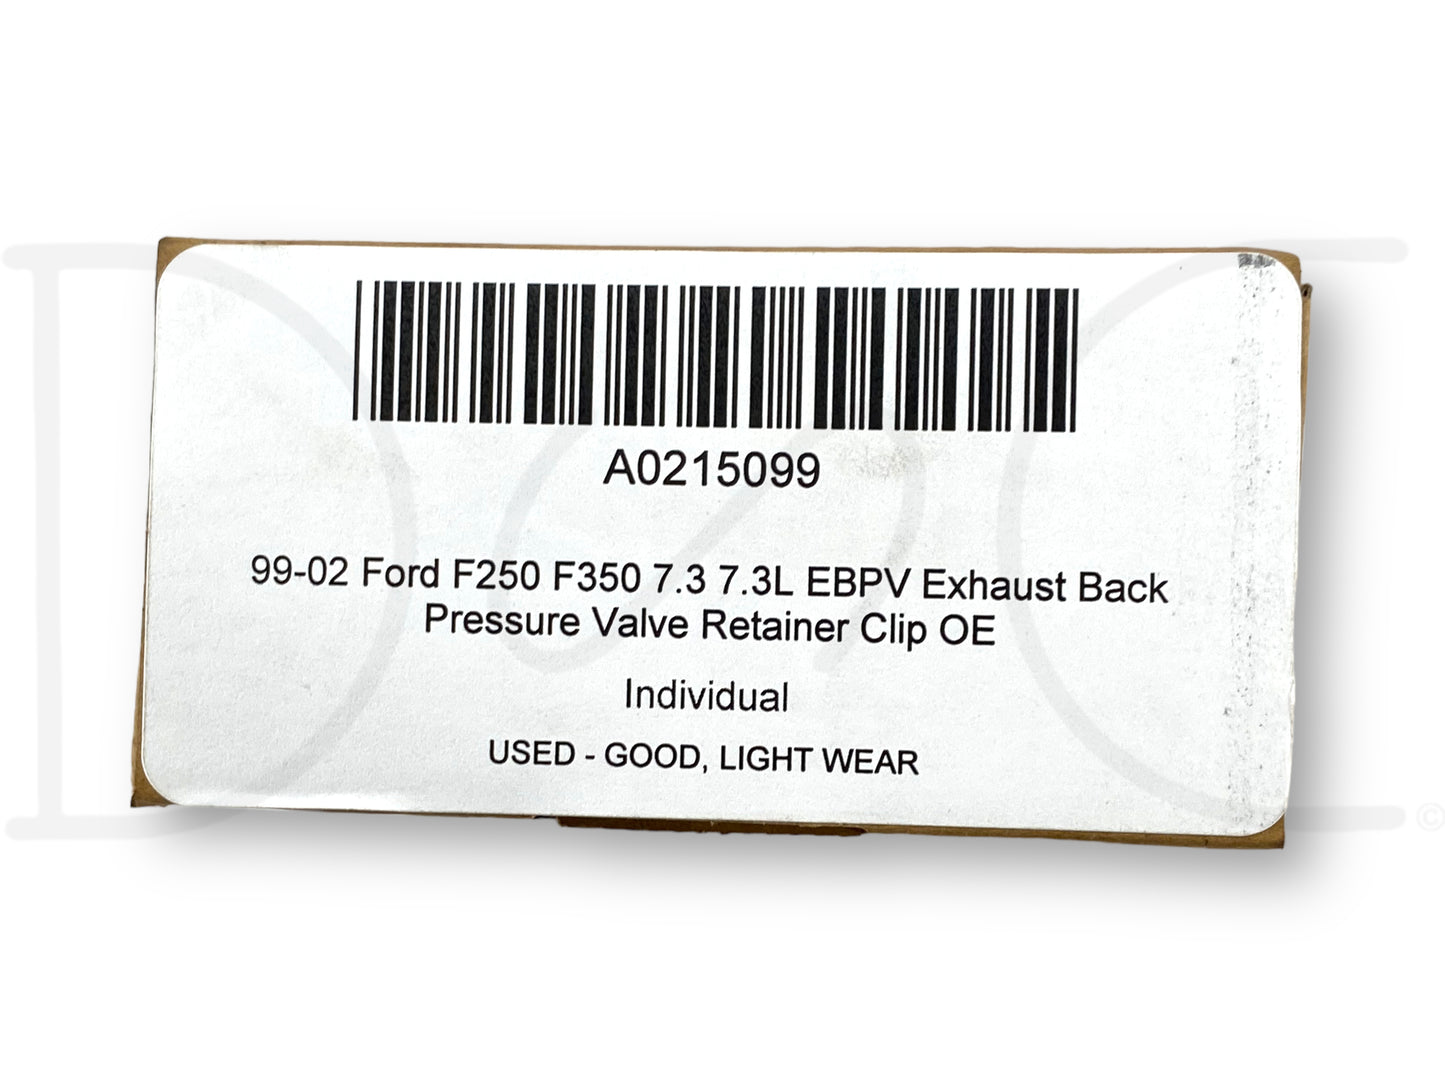 A0215099
99-02 Ford F250 F350 7.3 7.3L EBPV Exhaust Back
Pressure Valve Retainer Clip OE
Individual
USED - GOOD, LIGHT WEAR
©